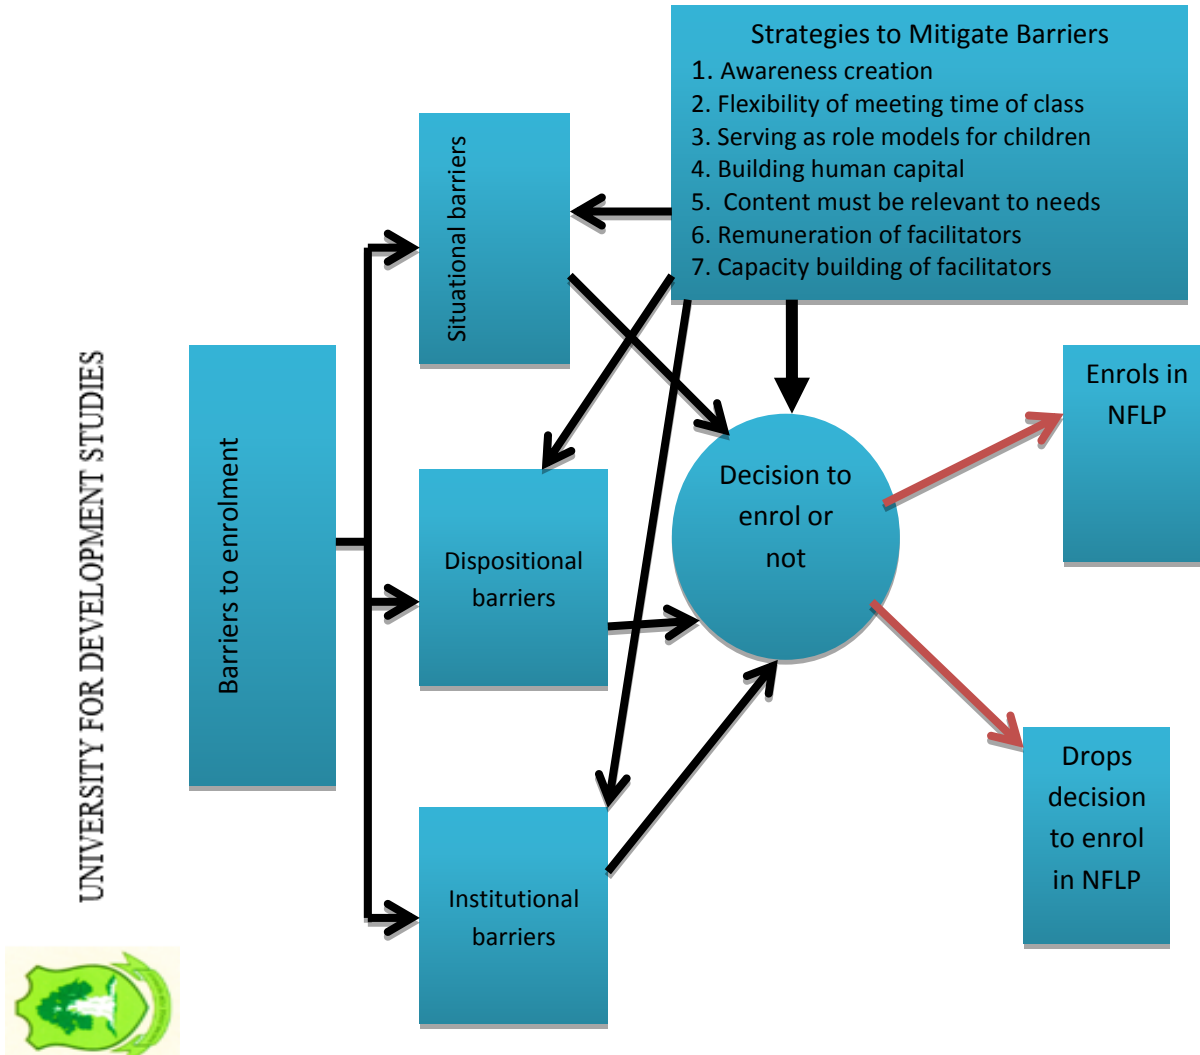 UNIVERSITY FOR DEVELOPMENT STUDIES
Barriers to enrolment
Situational barriers
Dispositional
barriers
Institutional
barriers
Strategies to Mitigate Barriers
1. Awareness creation
2. Flexibility of meeting time of class
3. Serving as role models for children
4. Building human capital
5. Content must be relevant to needs
6. Remuneration of facilitators
7. Capacity building of facilitators
Decision to
enrol or
not
Enrols in
NFLP
Drops
decision
to enrol
in NFLP